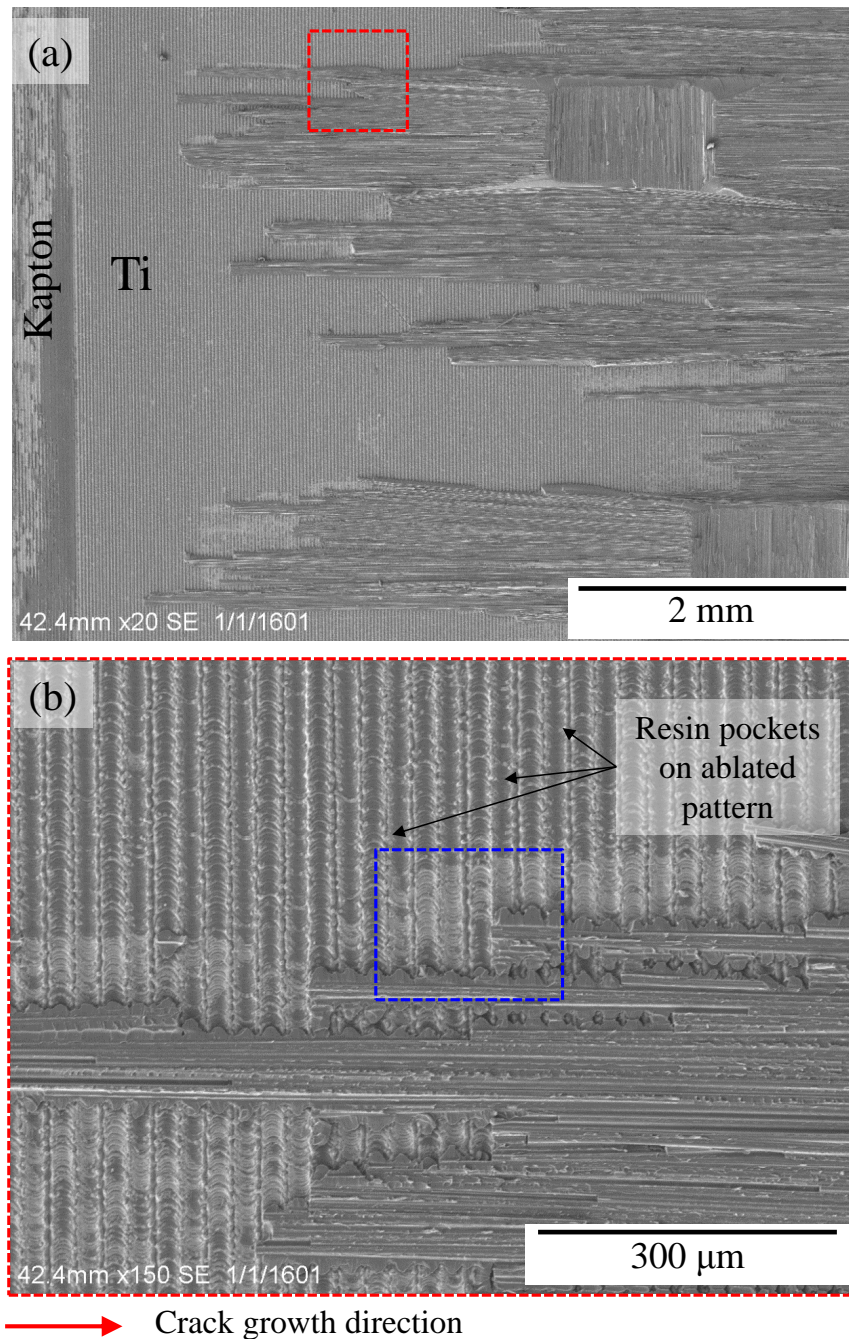 (a)
Kapton
Ti
2 mm
42.4mm x20 SE 1/1/1601
(b)
Resin pockets
on ablated
pattern
300 μm
42.4mm x150 SE 1/1/1601
Crack growth direction